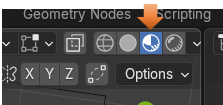 Geometry Nodes Scripting
X Y Z Options